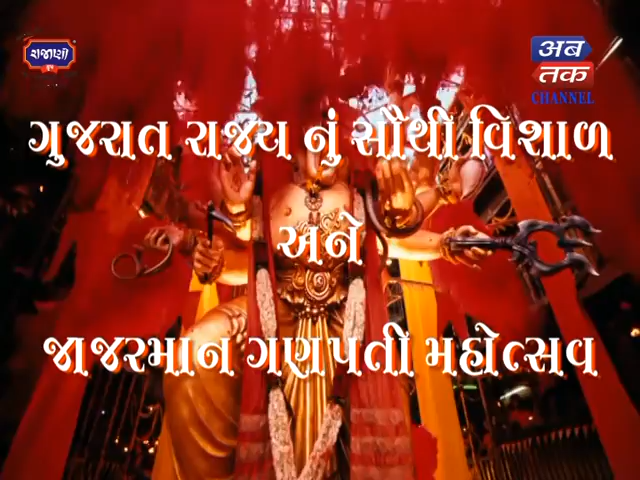 રાજાણી
અબ
તક
CHANNEL
ગુજરાત રાજ્ય નું સૌથી વિશાળ
અને
જાજરમાન ગણપતી મહોત્સવ